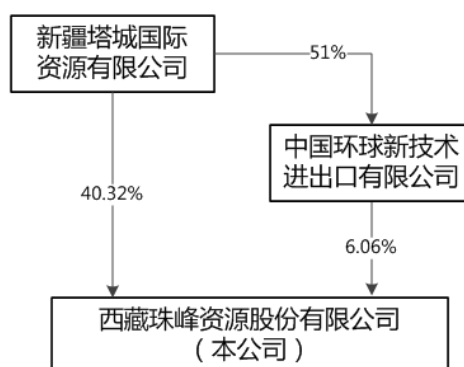 新疆塔城国际
资源有限公司
51%
中国环球新技术
进出口有限公司
40.32%
6.06%
西藏珠峰资源股份有限公司
（本公司）